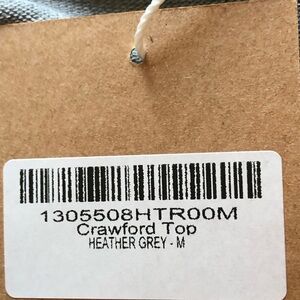 1305508HTR00M
Crawford Top
HEATHER GREY - M